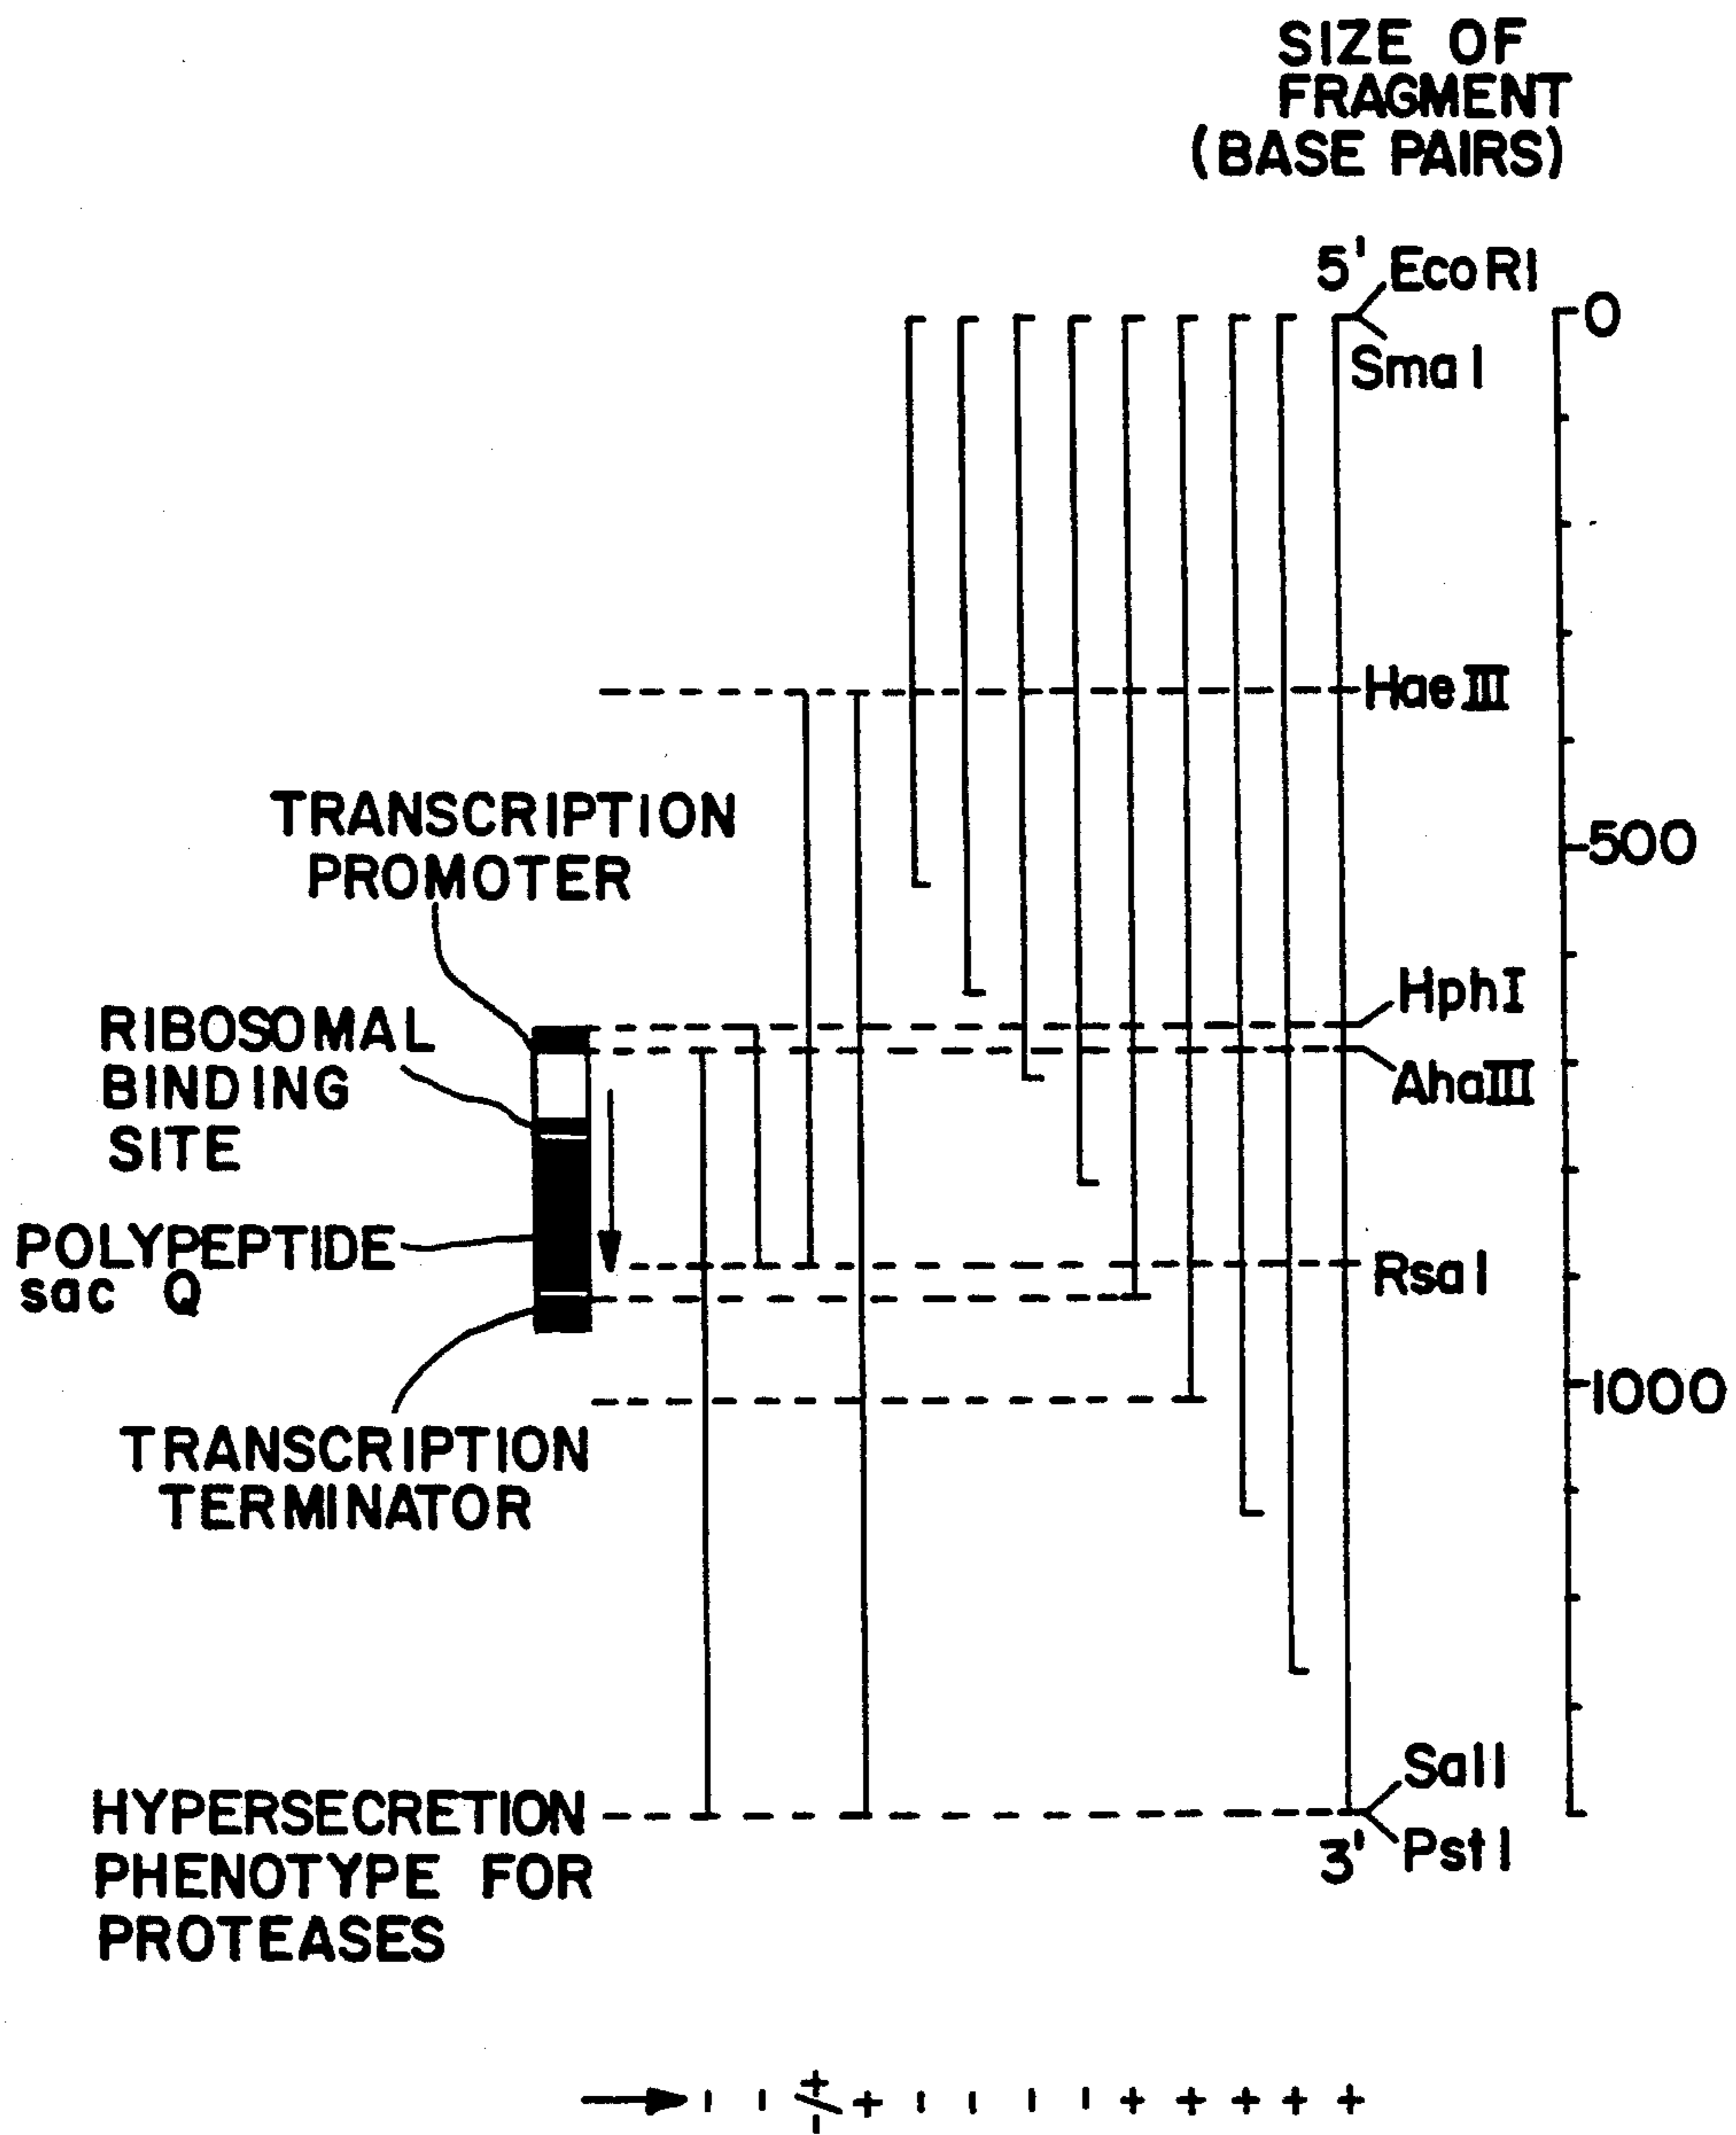 SIZE OF
FRAGMENT
(BASE PAIRS)
5' EcoRI
SmaI
0
HaeIII
TRANSCRIPTION
PROMOTER
500
HphI
AhaIII
RIBOSOMAL
BINDING
SITE
POLYPEPTIDE
sac Q
RsaI
1000
TRANSCRIPTION
TERMINATOR
SalI
3' PstI
HYPERSECRETION
PHENOTYPE FOR
PROTEASES
- - +/- + - - - - + + + + +